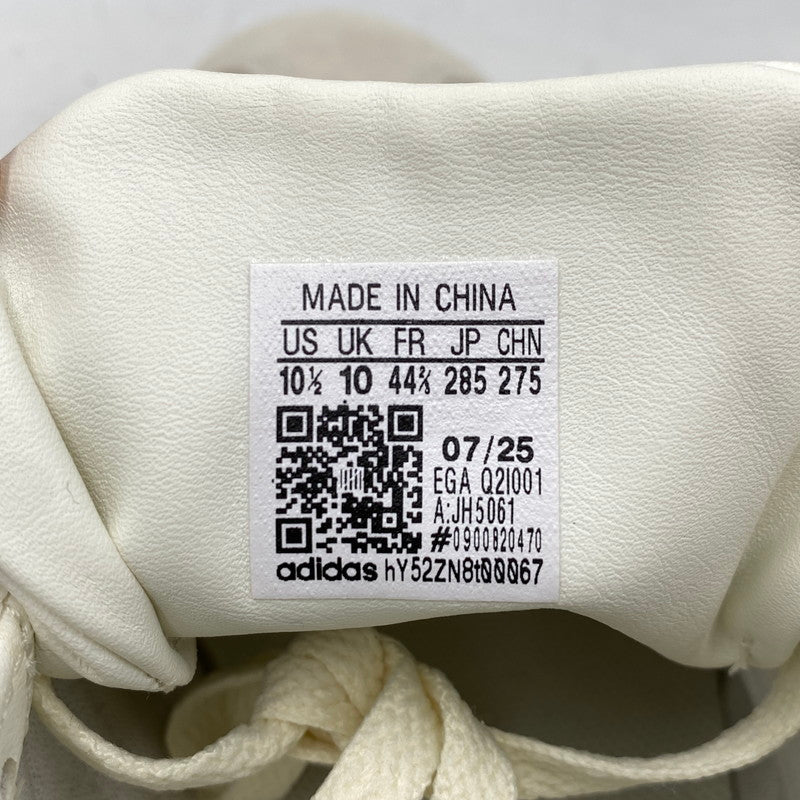 MADE IN CHINA
US UK FR JP CHN
10½ 10 44⅔ 285 275
07/25
EGA Q2I001
A:JH5061
#0900820470
adidas hY52ZN8t00067